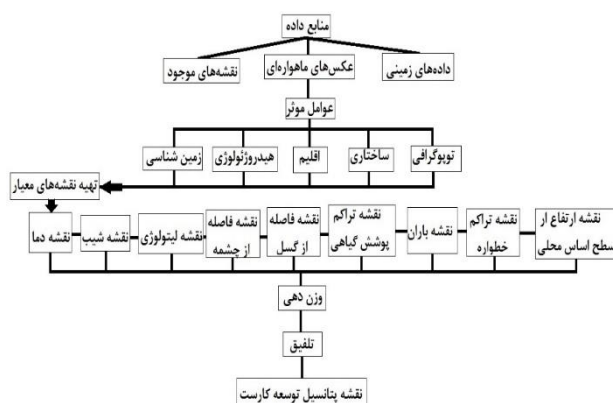 منابع داده
داده‌های زمینی
عکس‌های ماهواره‌ای
نقشه‌های موجود
عوامل موثر
توپوگرافی
ساختاری
اقلیم
هیدروژئولوژی
زمین شناسی
تهیه نقشه‌های معیار
نقشه ارتفاع ار
سطح اساس محلی
نقشه تراکم
خطواره
نقشه باران
نقشه تراکم
پوشش گیاهی
نقشه فاصله
از گسل
نقشه فاصله
از چشمه
نقشه لیتولوژی
نقشه شیب
نقشه دما
وزن دهی
تلفیق
نقشه پتانسیل توسعه کارست